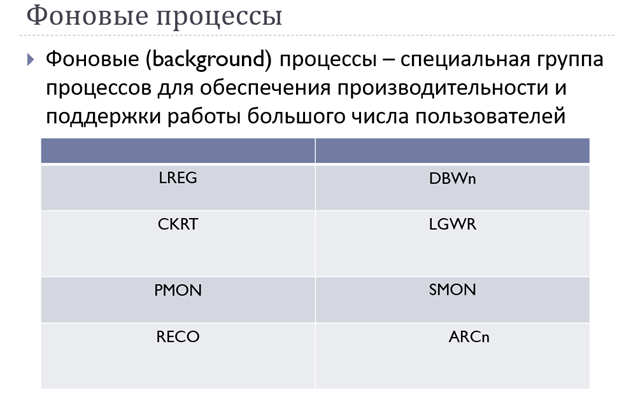 Фоновые процессы
Фоновые (background) процессы – специальная группа
процессов для обеспечения производительности и
поддержки работы большого числа пользователей
LREG DBWn
CKRT LGWR
PMON SMON
RECO ARCn